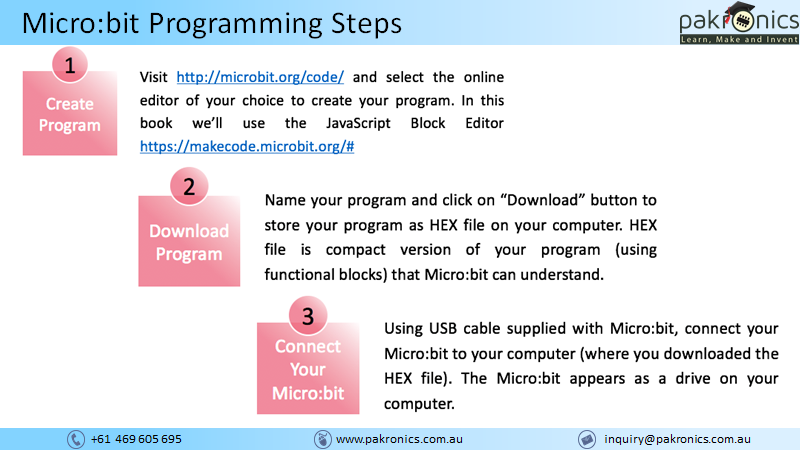 Micro:bit Programming Steps
pakronics
Learn, Make and Invent
1
Create
Program
Visit http://microbit.org/code/ and select the online
editor of your choice to create your program. In this
book we’ll use the JavaScript Block Editor
https://makecode.microbit.org/#
2
Download
Program
Name your program and click on “Download” button to
store your program as HEX file on your computer. HEX
file is compact version of your program (using
functional blocks) that Micro:bit can understand.
3
Connect
Your
Micro:bit
Using USB cable supplied with Micro:bit, connect your
Micro:bit to your computer (where you downloaded the
HEX file). The Micro:bit appears as a drive on your
computer.
+61 469 605 695
www.pakronics.com.au
inquiry@pakronics.com.au